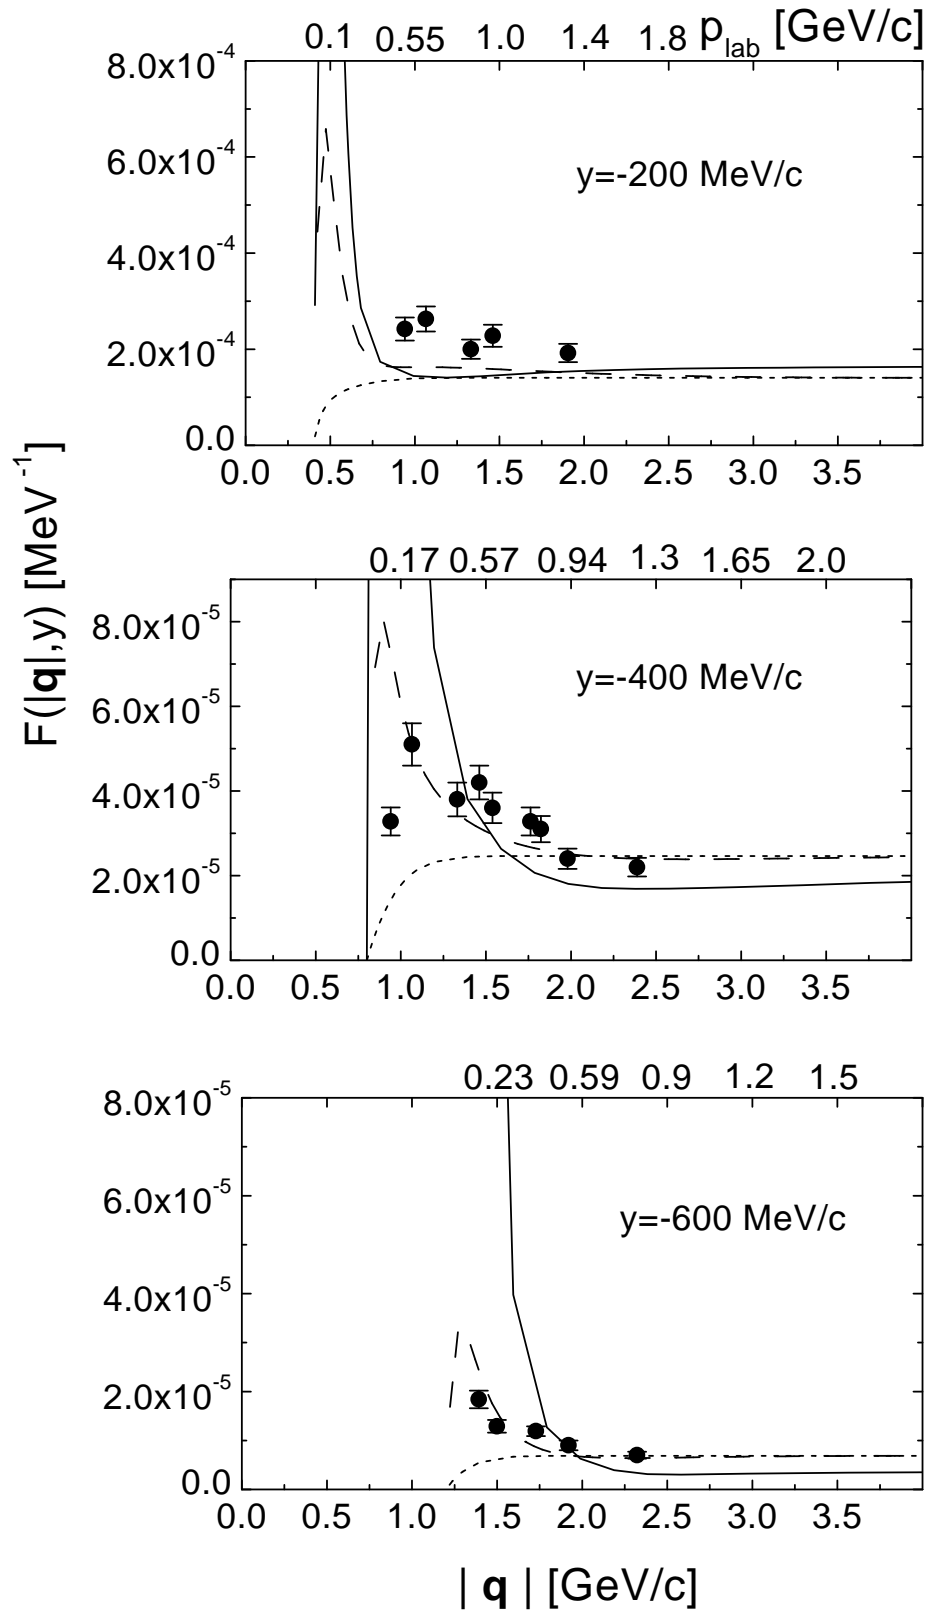 0.1 0.55 1.0 1.4 1.8 p_lab [GeV/c]
8.0x10^-4
6.0x10^-4
y=-200 MeV/c
4.0x10^-4
2.0x10^-4
0.0
0.0 0.5 1.0 1.5 2.0 2.5 3.0 3.5
F(|q|,y) [MeV^-1]
0.17 0.57 0.94 1.3 1.65 2.0
8.0x10^-5
y=-400 MeV/c
6.0x10^-5
4.0x10^-5
2.0x10^-5
0.0
0.0 0.5 1.0 1.5 2.0 2.5 3.0 3.5
0.23 0.59 0.9 1.2 1.5
8.0x10^-5
6.0x10^-5
y=-600 MeV/c
4.0x10^-5
2.0x10^-5
0.0
0.0 0.5 1.0 1.5 2.0 2.5 3.0 3.5
| q | [GeV/c]